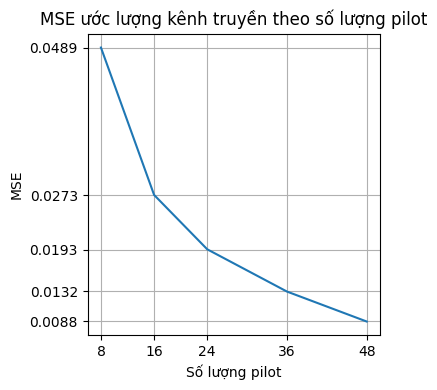 MSE ước lượng kênh truyền theo số lượng pilot
0.0489
0.0273
0.0193
0.0132
0.0088
MSE
8 16 24 36 48
Số lượng pilot